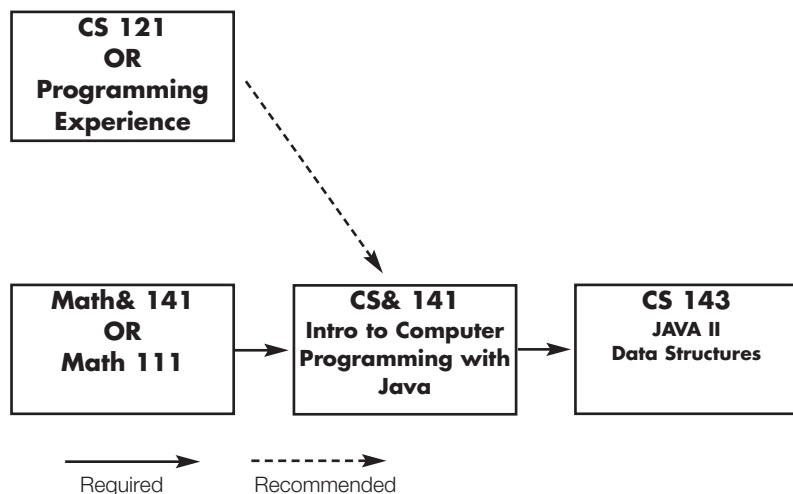 CS 121
OR
Programming
Experience
Math& 141
OR
Math 111
CS& 141
Intro to Computer
Programming with
Java
CS 143
JAVA II
Data Structures
Required
Recommended